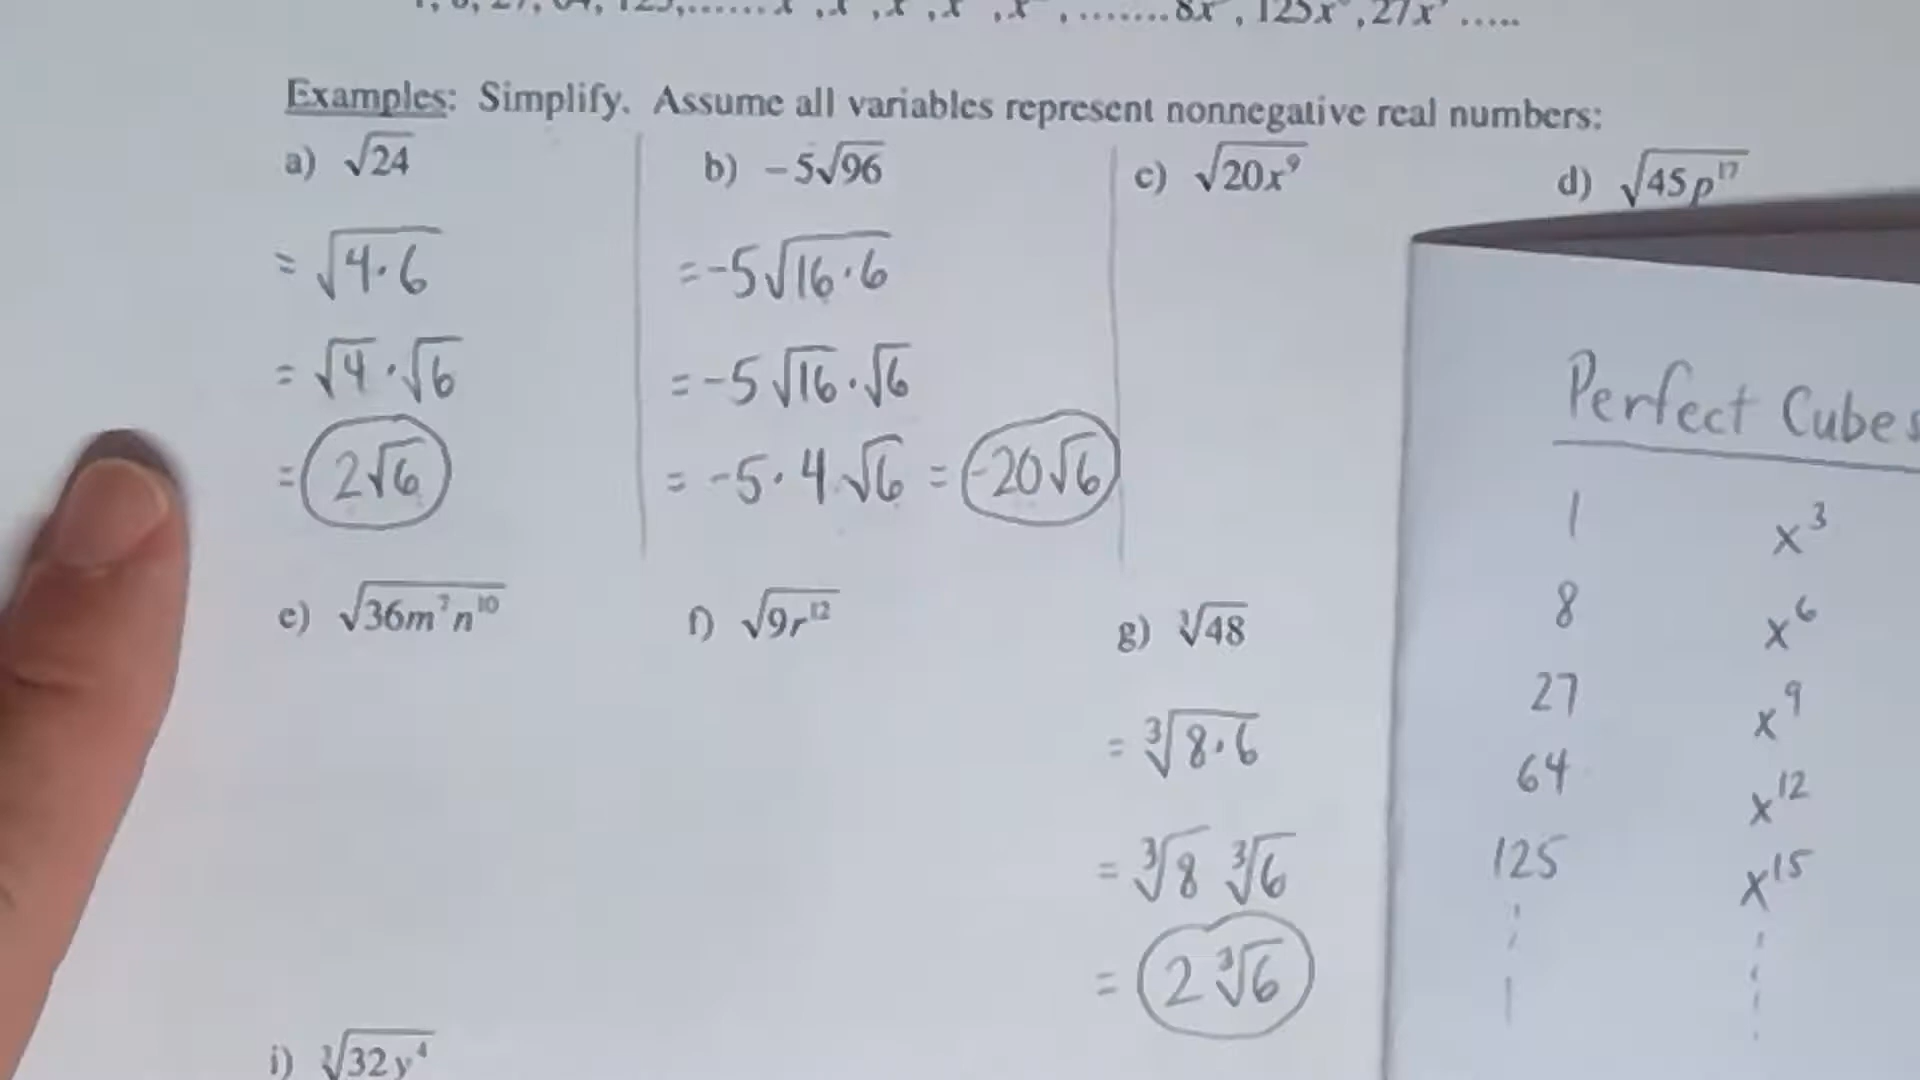 Examples: Simplify. Assume all variables represent nonnegative real numbers:
a) √24
= √4·6
= √4 · √6
= 2√6
b) −5√96
= −5√16·6
= −5√16 · √6
= −5·4√6 = −20√6
c) √20x⁹
d) √45p¹⁷
e) √36m⁷n¹⁰
f) √9r¹²
g) ∛48
= ∛8·6
= ∛8 ∛6
= 2∛6
i) ∛32y⁴
Perfect Cubes
1 x³
8 x⁶
27 x⁹
64 x¹²
125 x¹⁵